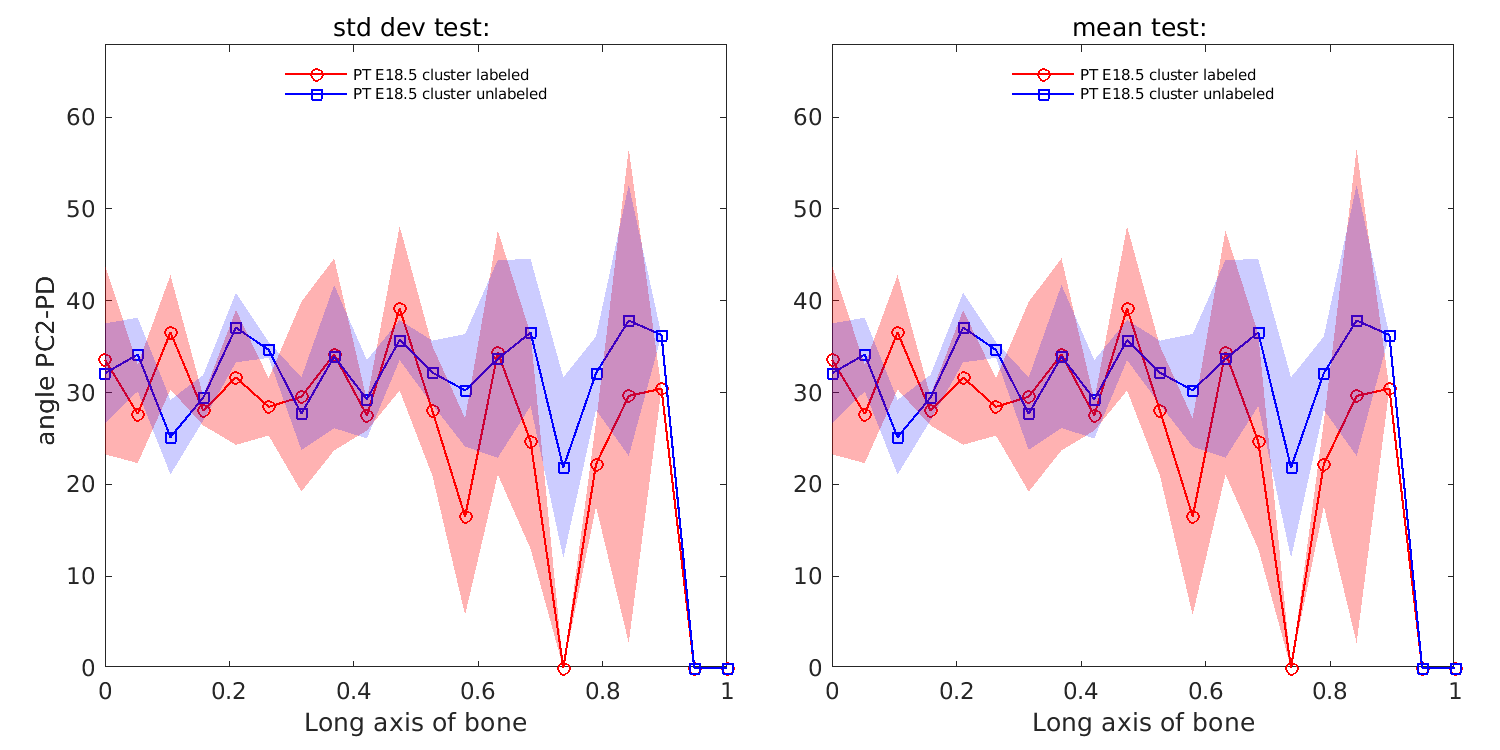 std dev test:
PT E18.5 cluster labeled
PT E18.5 cluster unlabeled
angle PC2-PD
60
50
40
30
20
10
0
0 0.2 0.4 0.6 0.8 1
Long axis of bone
mean test:
PT E18.5 cluster labeled
PT E18.5 cluster unlabeled
60
50
40
30
20
10
0
0 0.2 0.4 0.6 0.8 1
Long axis of bone